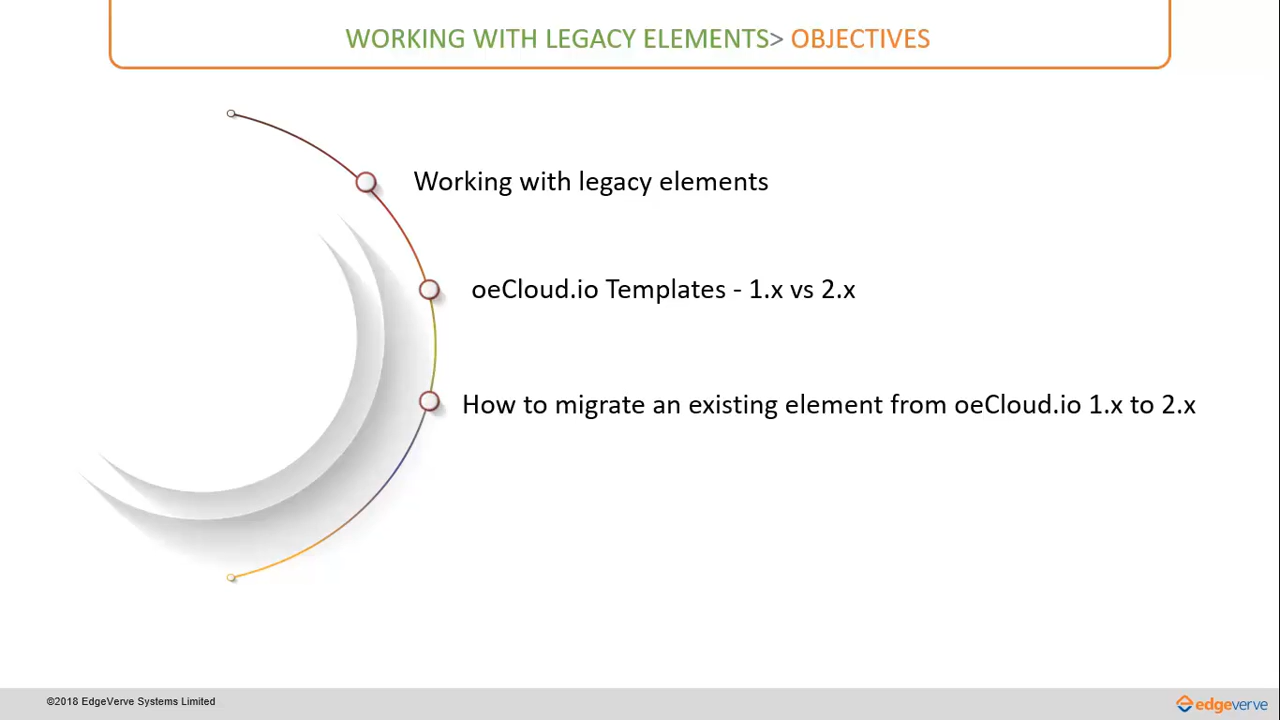 WORKING WITH LEGACY ELEMENTS> OBJECTIVES
Working with legacy elements
oeCloud.io Templates - 1.x vs 2.x
How to migrate an existing element from oeCloud.io 1.x to 2.x
©2018 EdgeVerve Systems Limited
edgeverve